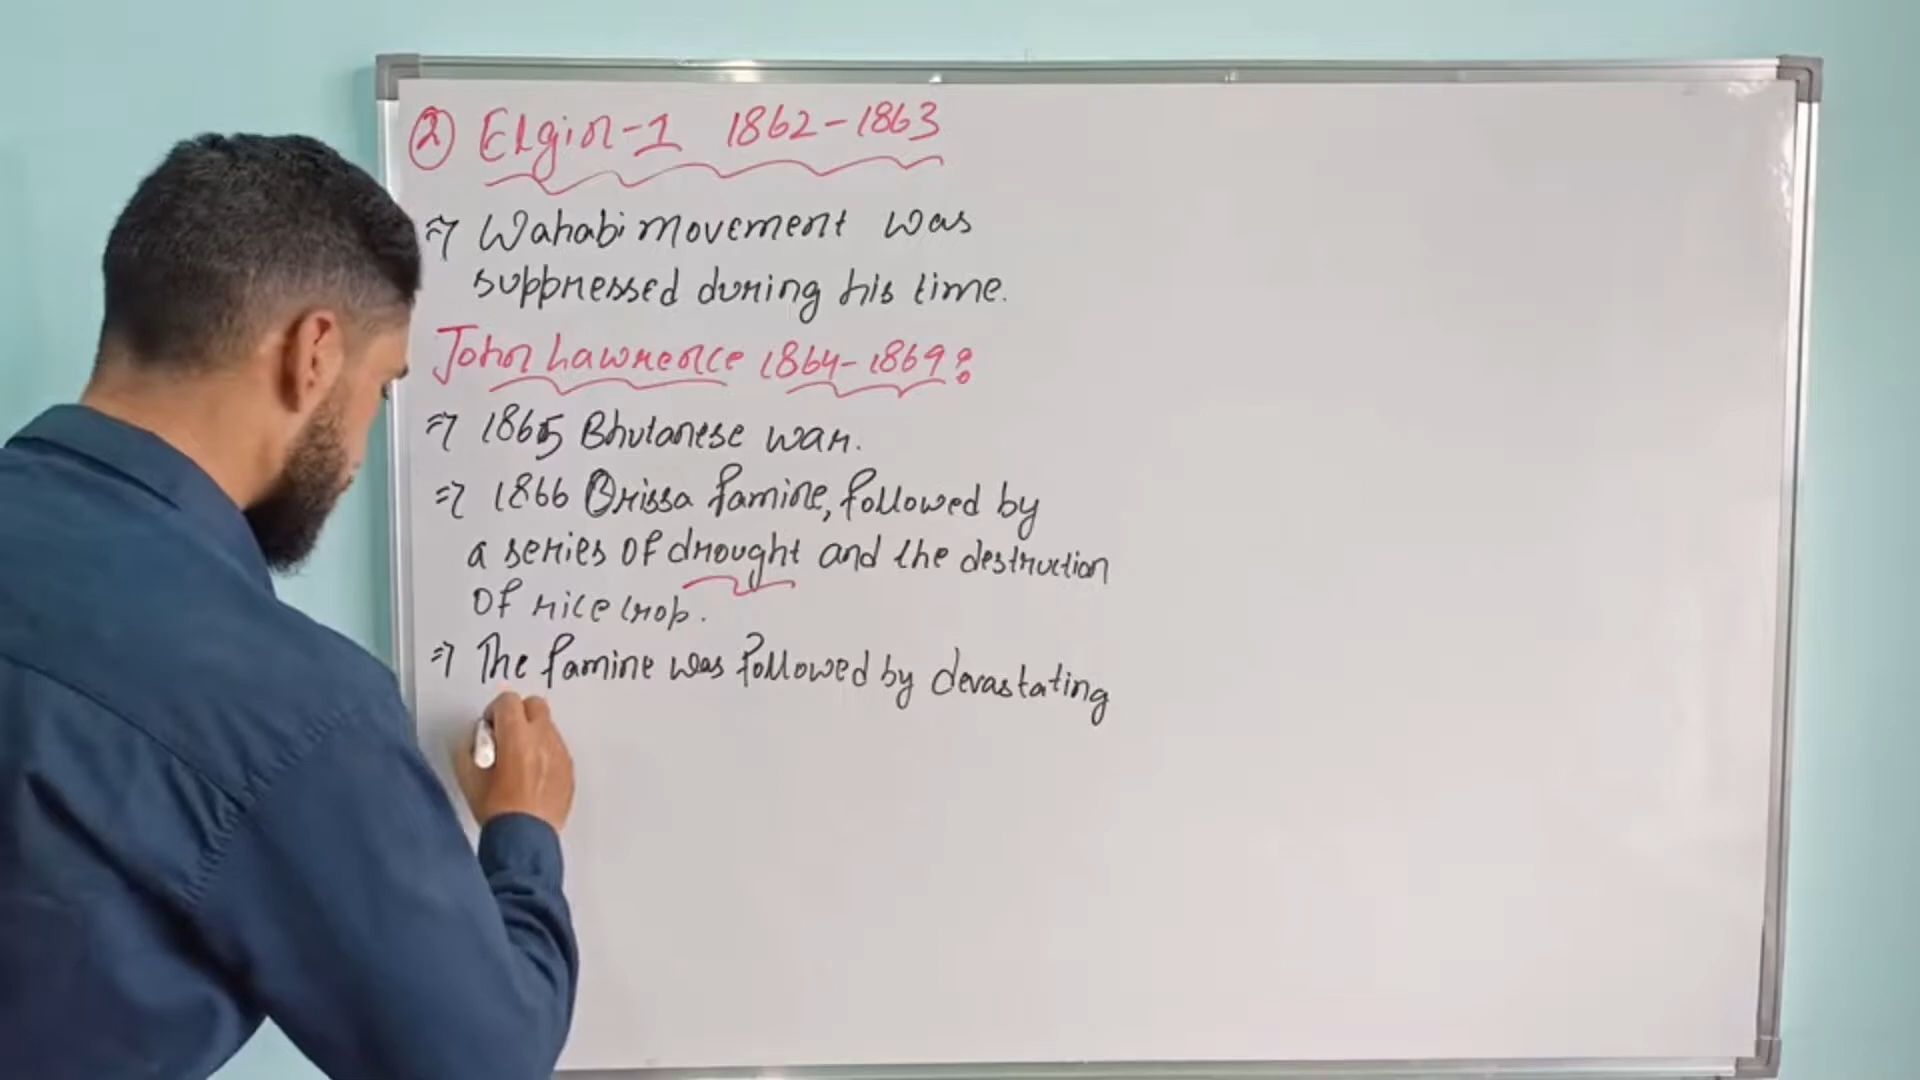 ② Elgin-1 1862-1863
⇒ Wahabi movement was
suppressed during his time.
John Lawrence 1864-1869:
⇒ 1865 Bhutanese war.
⇒ 1866 Orissa famine, followed by
a series of drought and the destruction
of rice crop.
⇒ The famine was followed by devastating